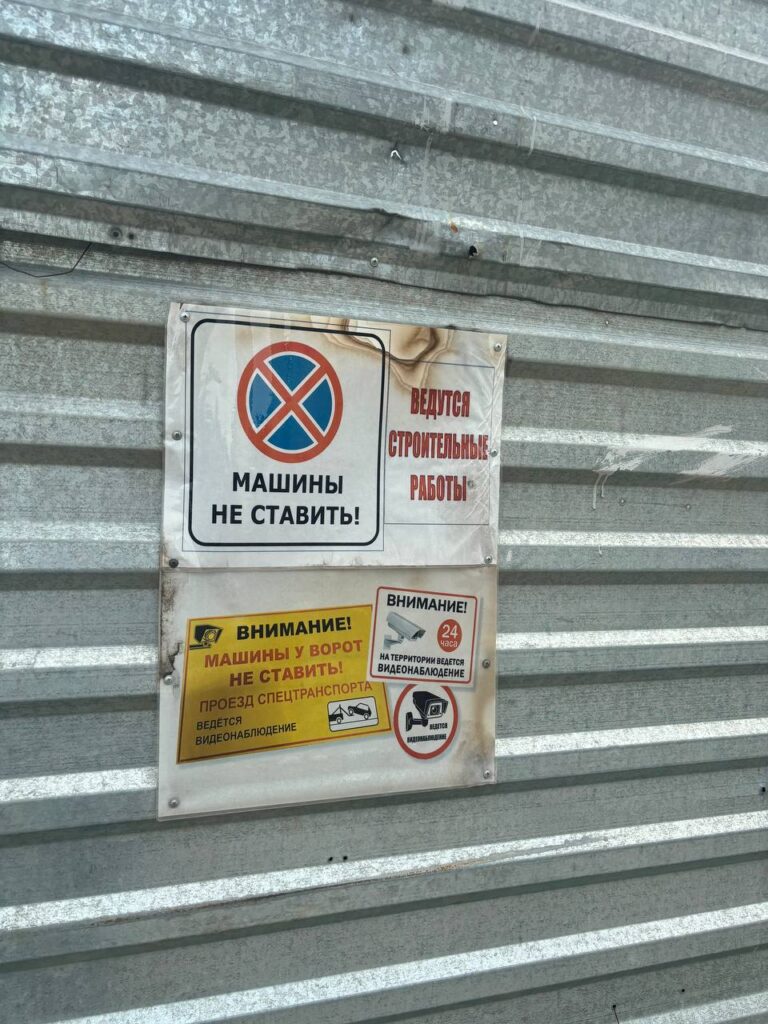 МАШИНЫ
НЕ СТАВИТЬ!
ВЕДУТСЯ
СТРОИТЕЛЬНЫЕ
РАБОТЫ
ВНИМАНИЕ!
МАШИНЫ У ВОРОТ
НЕ СТАВИТЬ!
ПРОЕЗД СПЕЦТРАНСПОРТА
ВЕДЁТСЯ
ВИДЕОНАБЛЮДЕНИЕ
ВНИМАНИЕ!
24
часа
НА ТЕРРИТОРИИ ВЕДЕТСЯ
ВИДЕОНАБЛЮДЕНИЕ
ВЕДЕТСЯ
ВИДЕОНАБЛЮДЕНИЕ